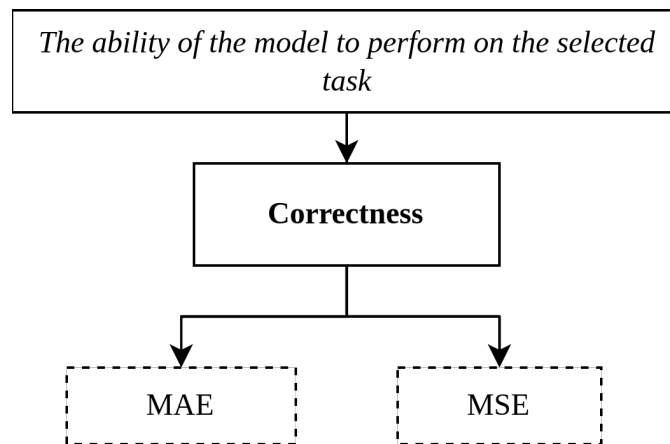 The ability of the model to perform on the selected
task
Correctness
MAE
MSE